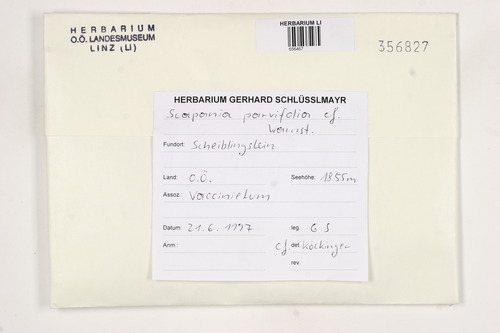 HERBARIUM
O.Ö. LANDESMUSEUM
LINZ (LI)
HERBARIUM LI
356827
HERBARIUM GERHARD SCHLÜSSLMAYR
Scapania parvifolia cf.
Warnst.
Fundort: Scheiblingstein
Land: O.Ö. Seehöhe: 1855m
Assoz.: Vaccinietum
Datum: 21.6.1997 leg. G S
Anm.: cf det. Köckinger
rev.